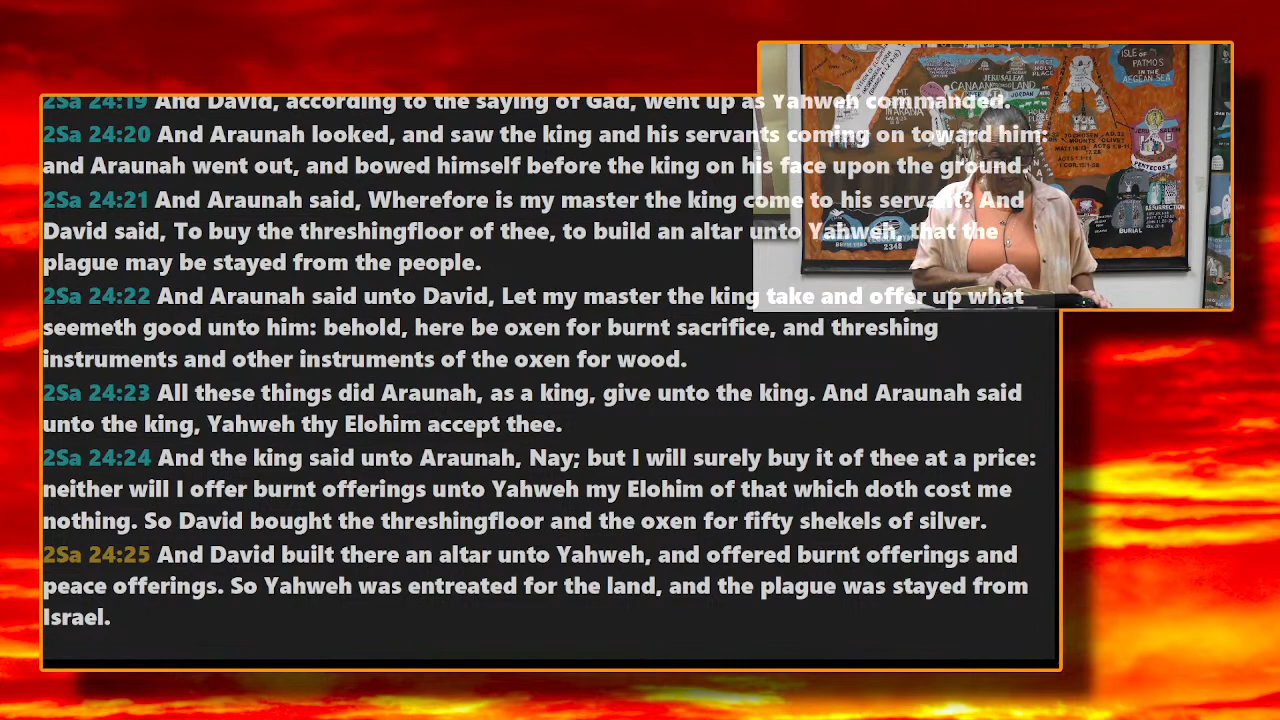 2Sa 24:19 And David, according to the saying of Gad, went up as Yahweh commanded.
2Sa 24:20 And Araunah looked, and saw the king and his servants coming on toward him:
and Araunah went out, and bowed himself before the king on his face upon the ground.
2Sa 24:21 And Araunah said, Wherefore is my master the king come to his servant? And
David said, To buy the threshingfloor of thee, to build an altar unto Yahweh, that the
plague may be stayed from the people.
2Sa 24:22 And Araunah said unto David, Let my master the king take and offer up what
seemeth good unto him: behold, here be oxen for burnt sacrifice, and threshing
instruments and other instruments of the oxen for wood.
2Sa 24:23 All these things did Araunah, as a king, give unto the king. And Araunah said
unto the king, Yahweh thy Elohim accept thee.
2Sa 24:24 And the king said unto Araunah, Nay; but I will surely buy it of thee at a price:
neither will I offer burnt offerings unto Yahweh my Elohim of that which doth cost me
nothing. So David bought the threshingfloor and the oxen for fifty shekels of silver.
2Sa 24:25 And David built there an altar unto Yahweh, and offered burnt offerings and
peace offerings. So Yahweh was entreated for the land, and the plague was stayed from
Israel.
ISLE OF
PATMOS
IN THE
AEGEAN SEA
MOST
HOLY
PLACE
JERUSALEM
CANAAN
LAND
JORDAN
MT.
IN ARABIA
JERUSALEM
PENTECOST
RESURRECTION
BURIAL
2348